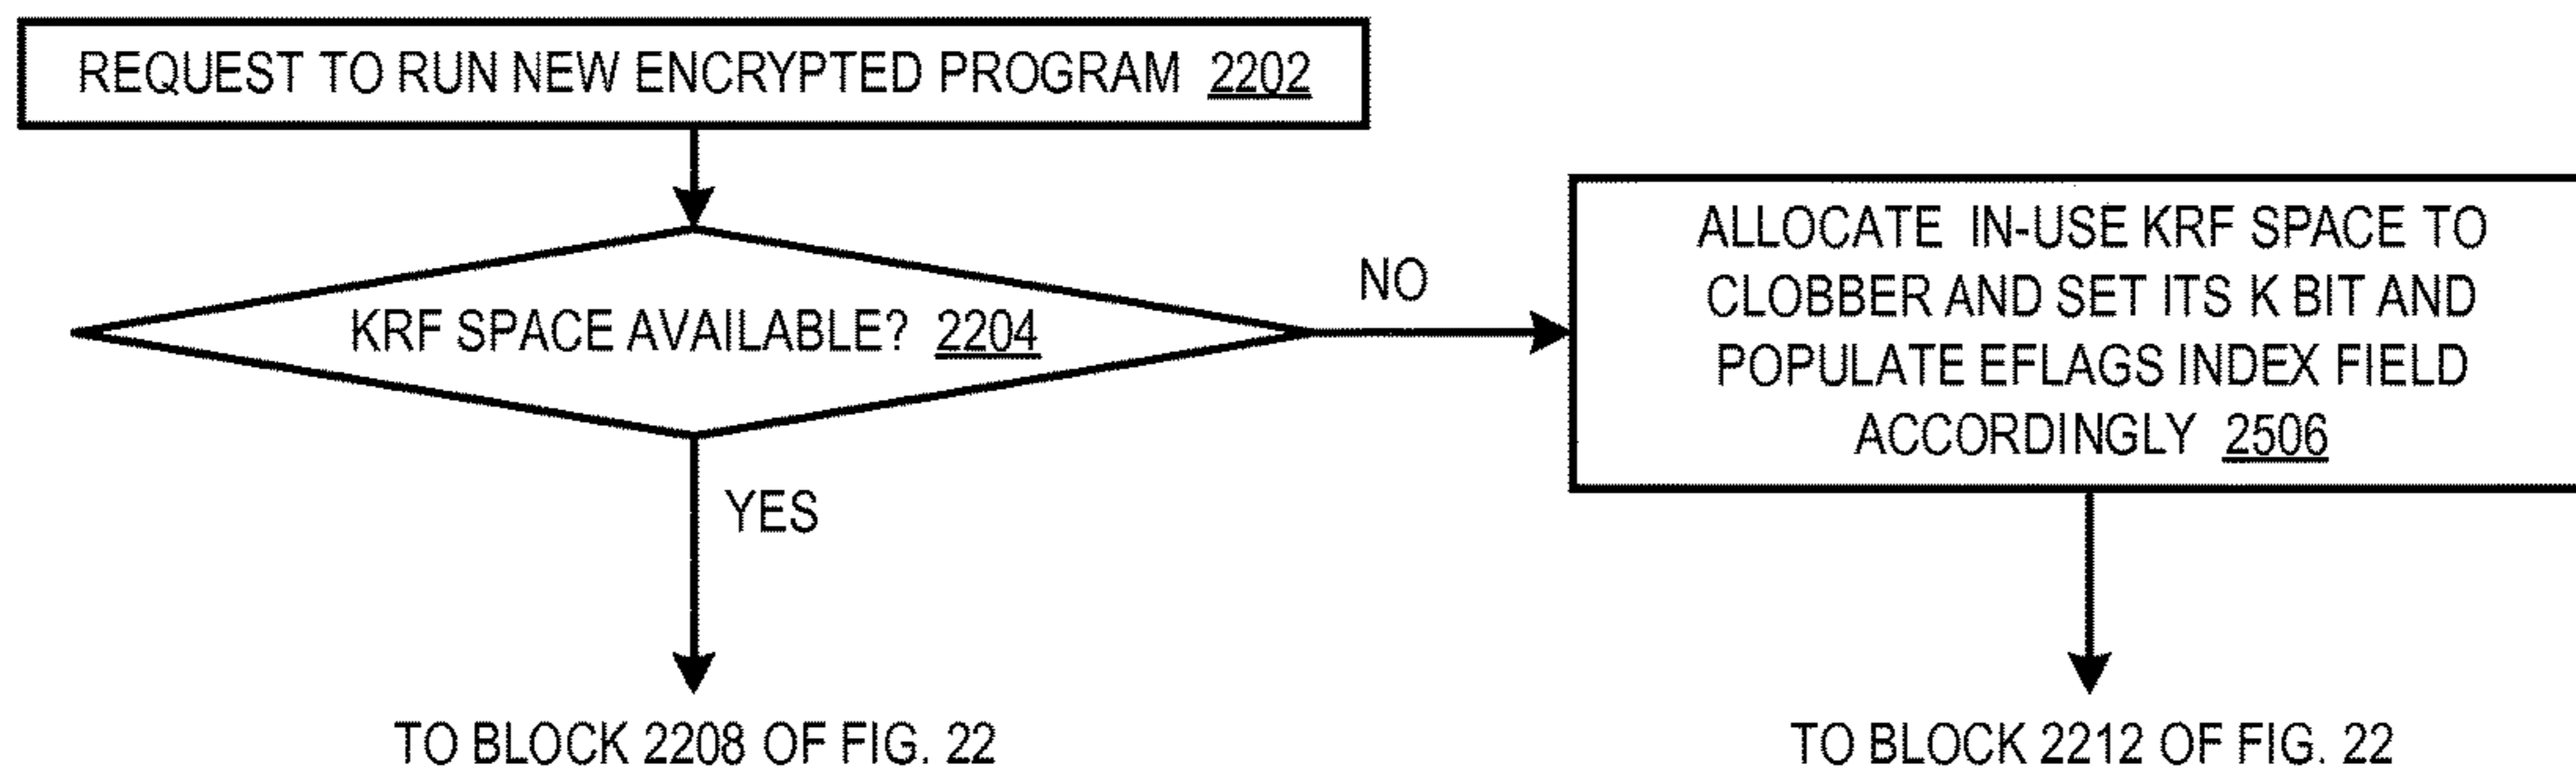 REQUEST TO RUN NEW ENCRYPTED PROGRAM 2202
KRF SPACE AVAILABLE? 2204
NO
ALLOCATE IN-USE KRF SPACE TO
CLOBBER AND SET ITS K BIT AND
POPULATE EFLAGS INDEX FIELD
ACCORDINGLY 2506
YES
TO BLOCK 2208 OF FIG. 22
TO BLOCK 2212 OF FIG. 22